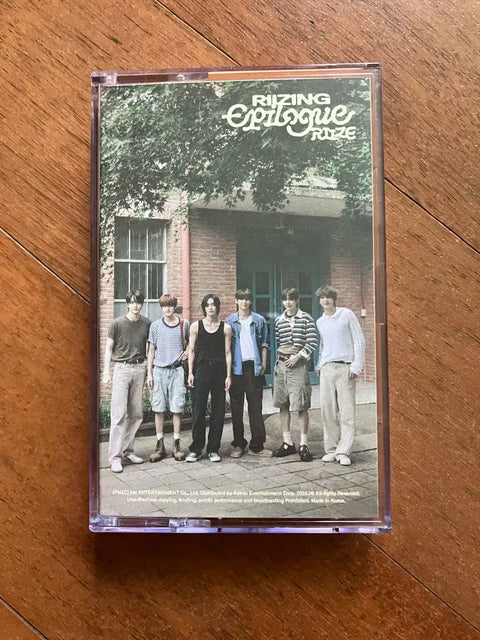 RIIZING
Epilogue
RIIZE
(P)&(C) SM ENTERTAINMENT Co., Ltd. Distributed by Kakao Entertainment Corp. 2024.09 All Rights Reserved.
Unauthorized copying, lending, public performance and broadcasting Prohibited. Made in Korea.